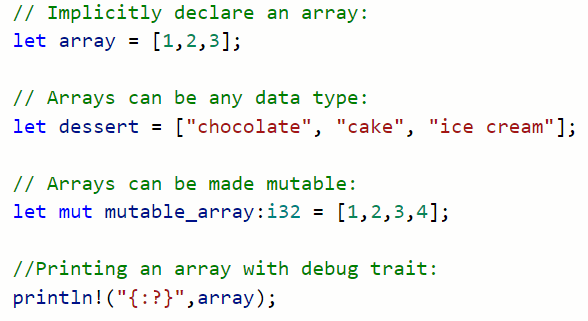 // Implicitly declare an array:
let array = [1,2,3];
// Arrays can be any data type:
let dessert = ["chocolate", "cake", "ice cream"];
// Arrays can be made mutable:
let mut mutable_array:i32 = [1,2,3,4];
//Printing an array with debug trait:
println!("{:?}",array);